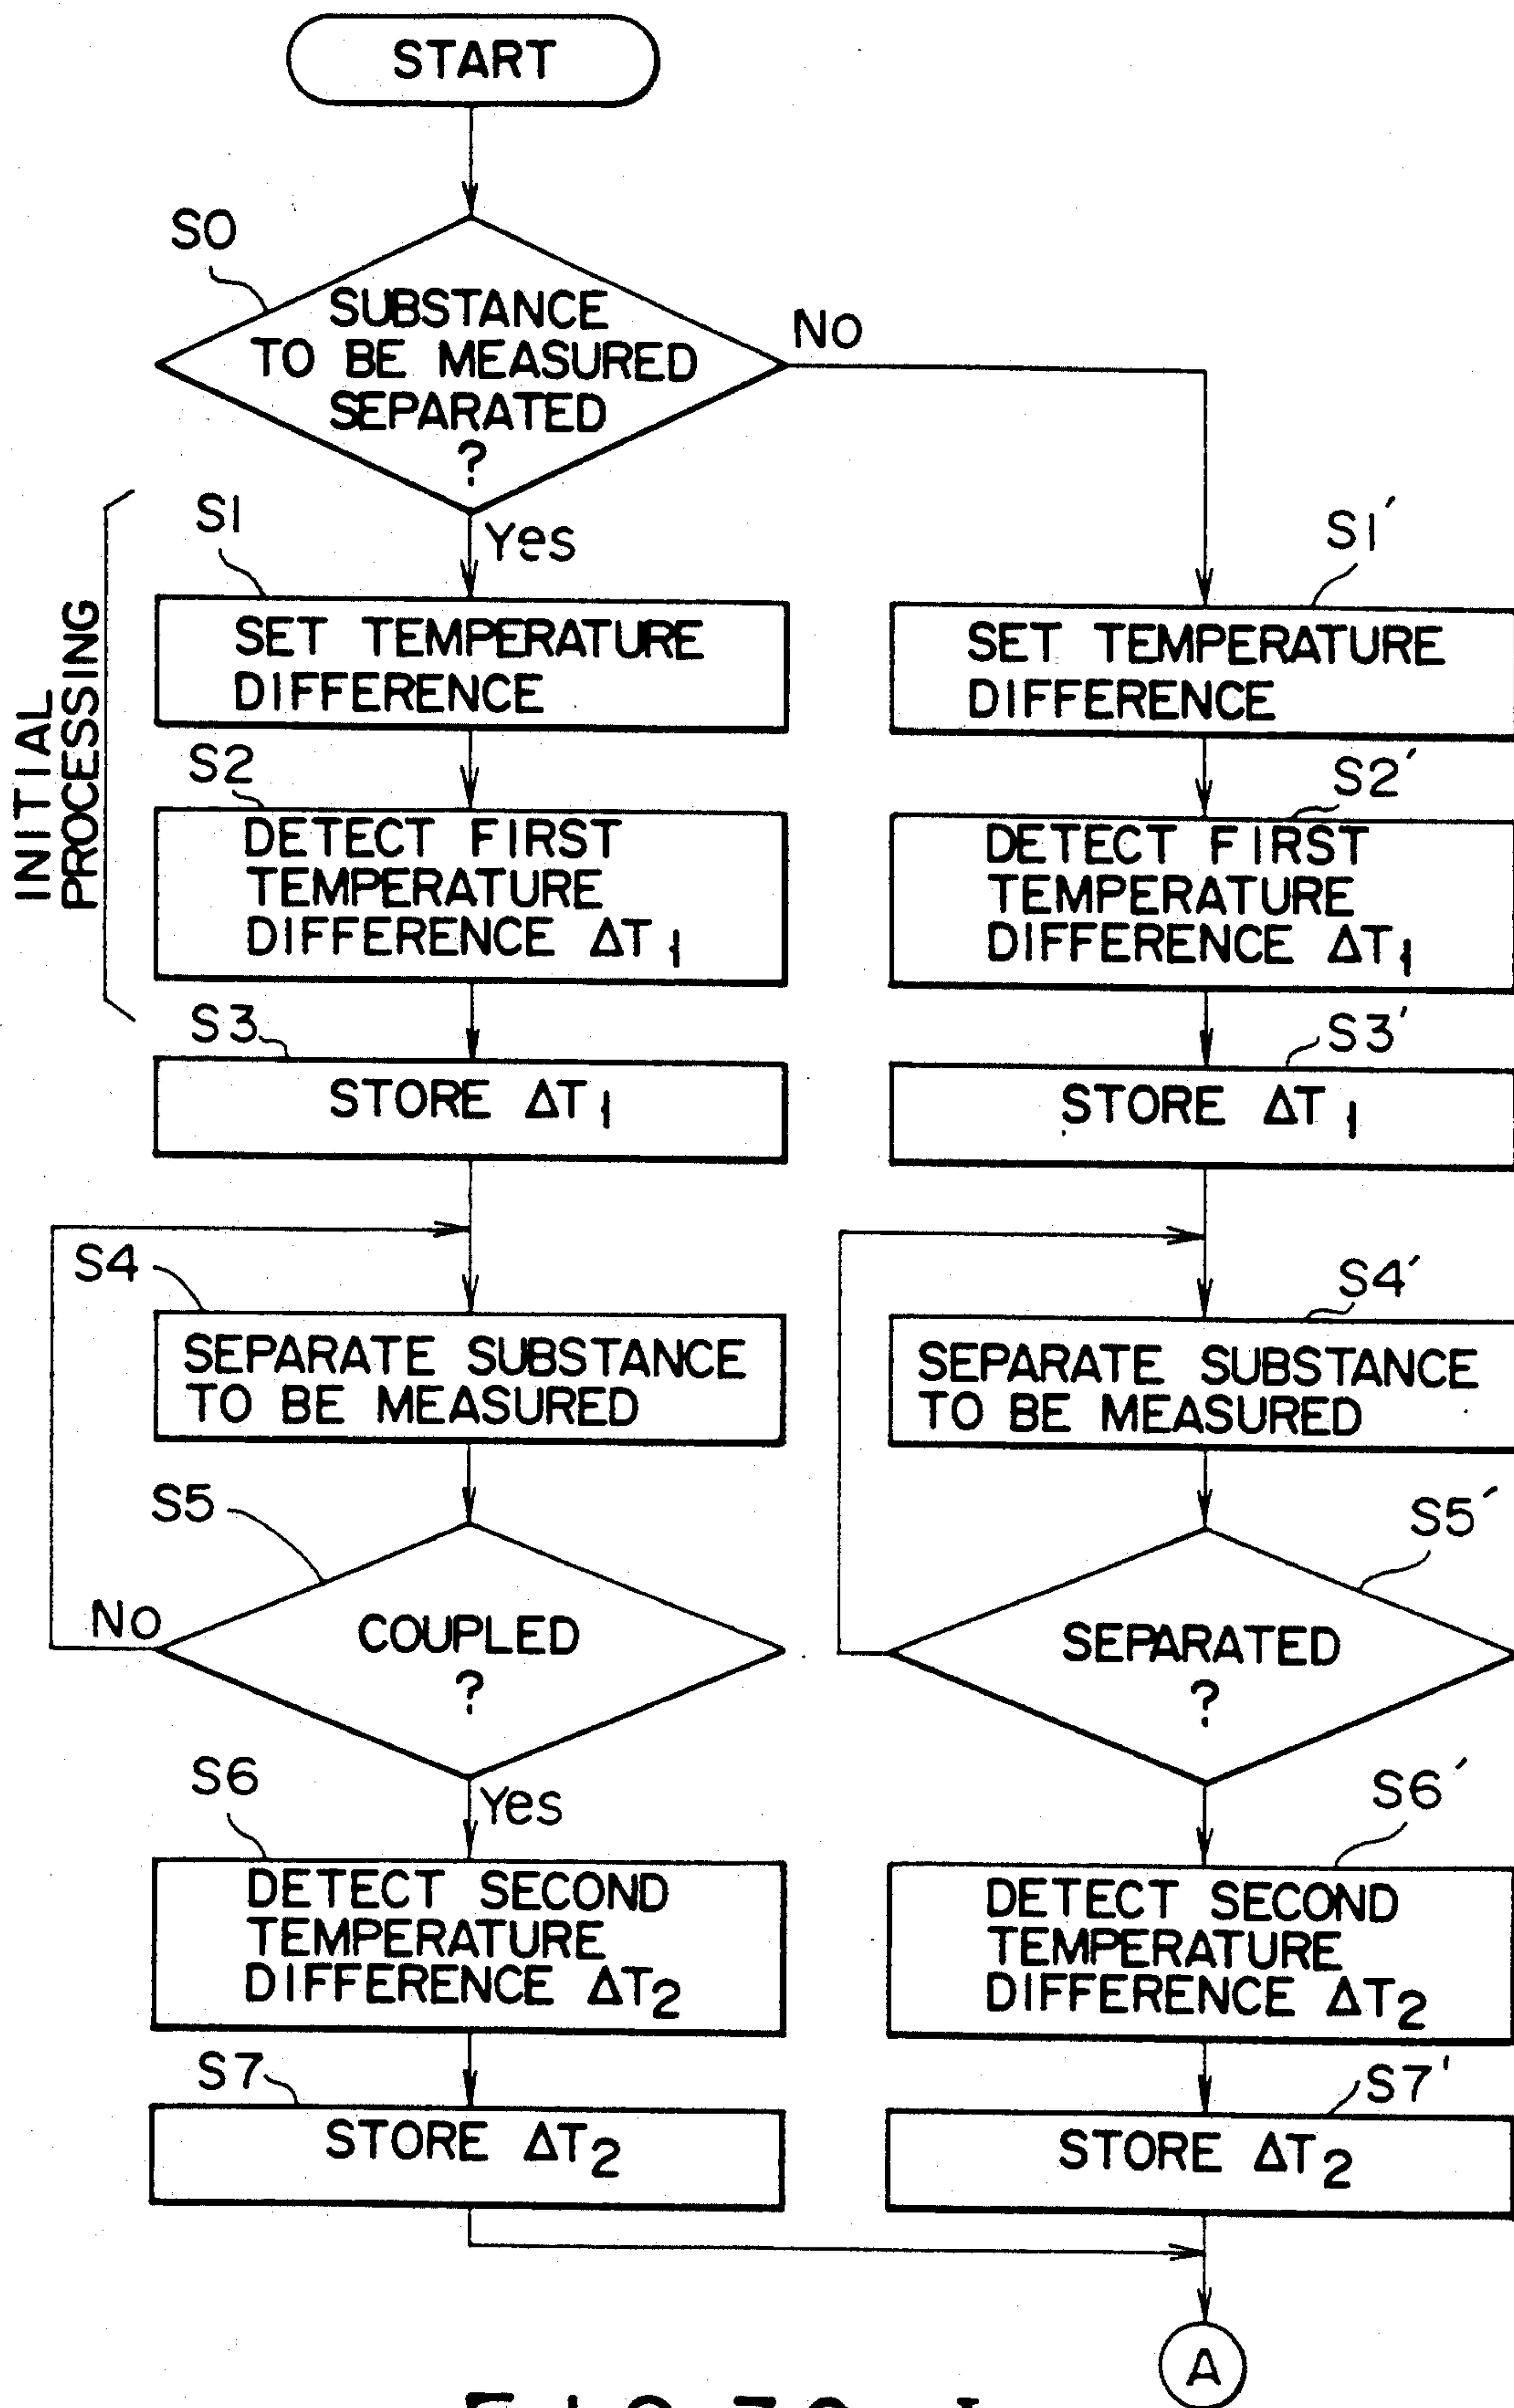 START
S0
SUBSTANCE
TO BE MEASURED
SEPARATED
?
No
Yes
INITIAL
PROCESSING
S1
SET TEMPERATURE
DIFFERENCE
S2
DETECT FIRST
TEMPERATURE
DIFFERENCE ΔT1
S3
STORE ΔT1
S4
SEPARATE SUBSTANCE
TO BE MEASURED
S5
COUPLED
?
No
Yes
S6
DETECT SECOND
TEMPERATURE
DIFFERENCE ΔT2
S7
STORE ΔT2
S1'
SET TEMPERATURE
DIFFERENCE
S2'
DETECT FIRST
TEMPERATURE
DIFFERENCE ΔT1
S3'
STORE ΔT1
S4'
SEPARATE SUBSTANCE
TO BE MEASURED
S5'
SEPARATED
?
S6'
DETECT SECOND
TEMPERATURE
DIFFERENCE ΔT2
S7'
STORE ΔT2
A